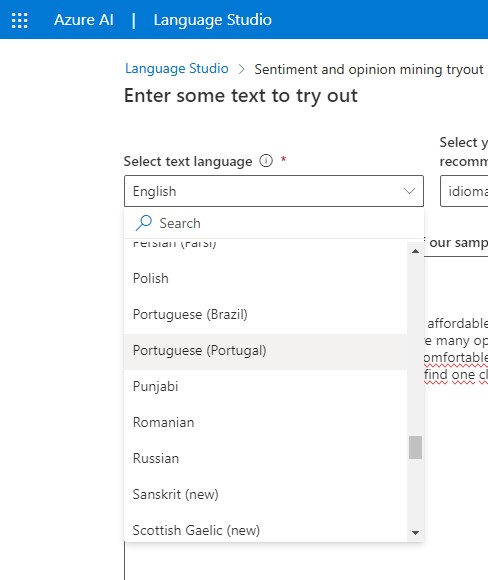 Azure AI | Language Studio
Language Studio > Sentiment and opinion mining tryout
Enter some text to try out
Select y
Select text language * recomm
English idioma
Search
Persian (Farsi) f our samp
Polish
Portuguese (Brazil) affordable
Portuguese (Portugal) e many op
omfortable
Punjabi find one cl
Romanian
Russian
Sanskrit (new)
Scottish Gaelic (new)